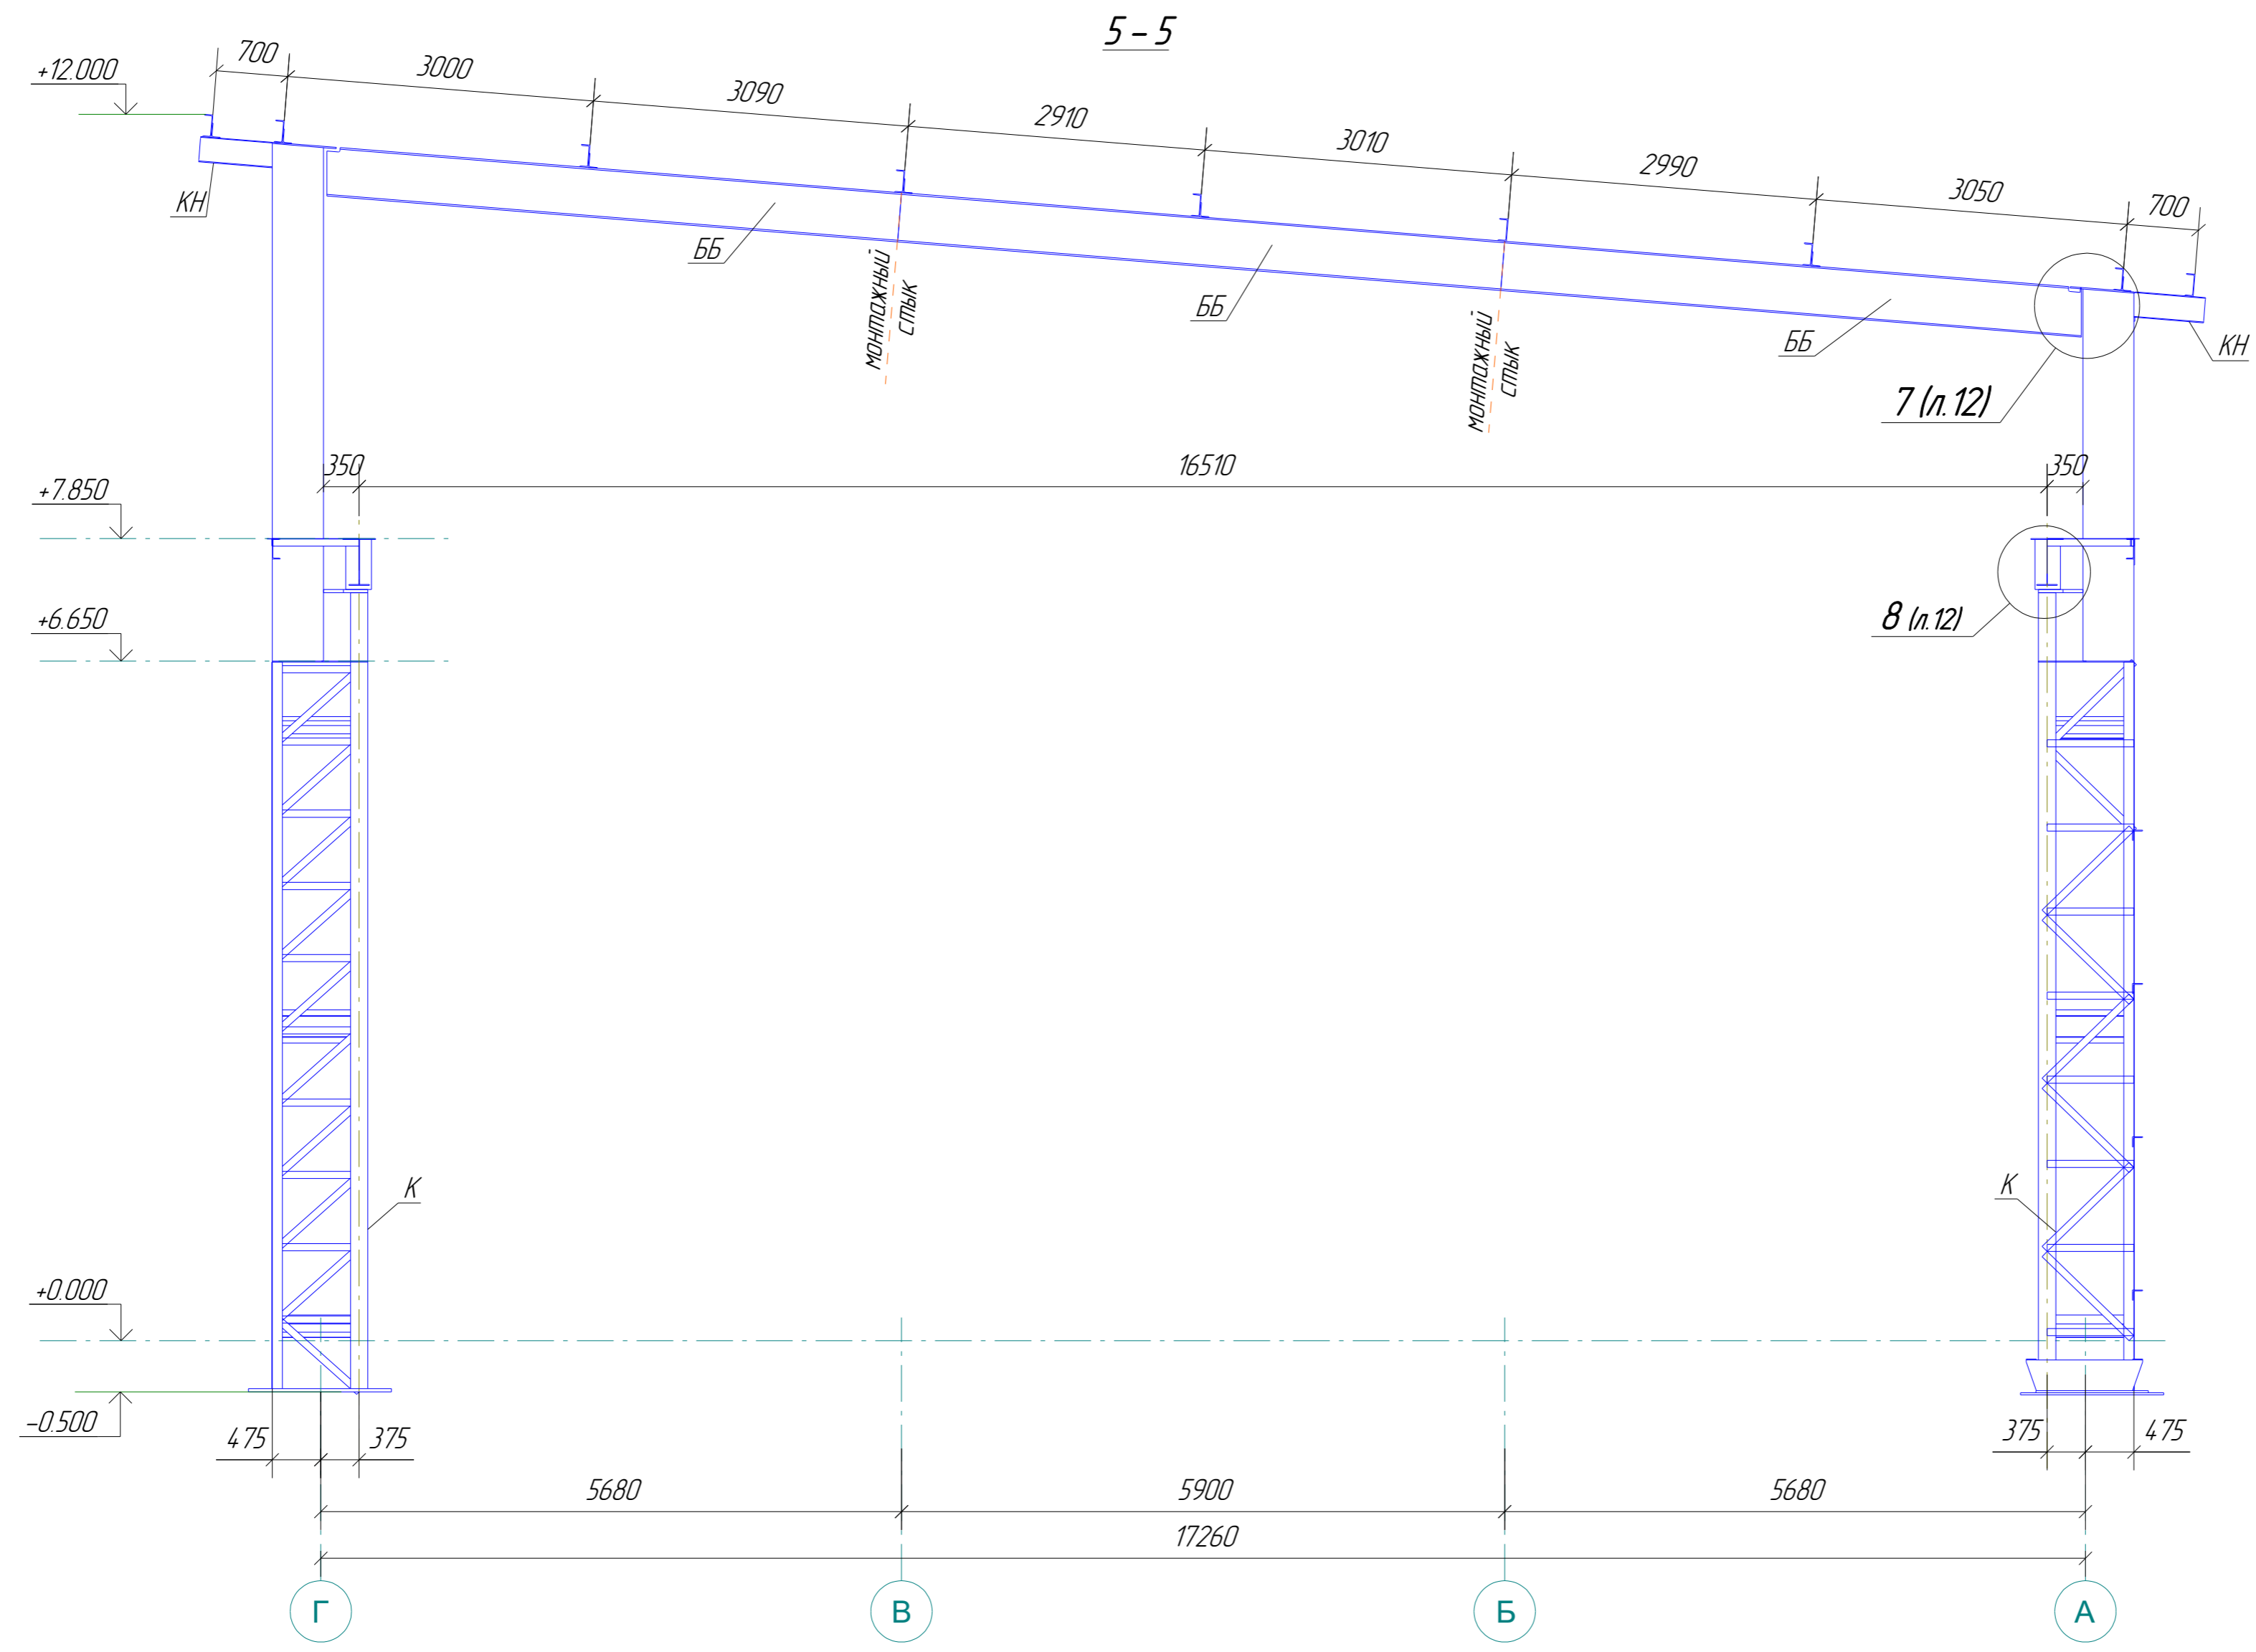 5 – 5
+12.000
700
3000
3090
2910
3010
2990
3050
700
КН
ББ
монтажный
стык
ББ
монтажный
стык
ББ
КН
7 (л.12)
350
16510
350
+7.850
+6.650
8 (л.12)
К
К
+0.000
-0.500
475
375
375
475
5680
5900
5680
17260
Г
В
Б
А